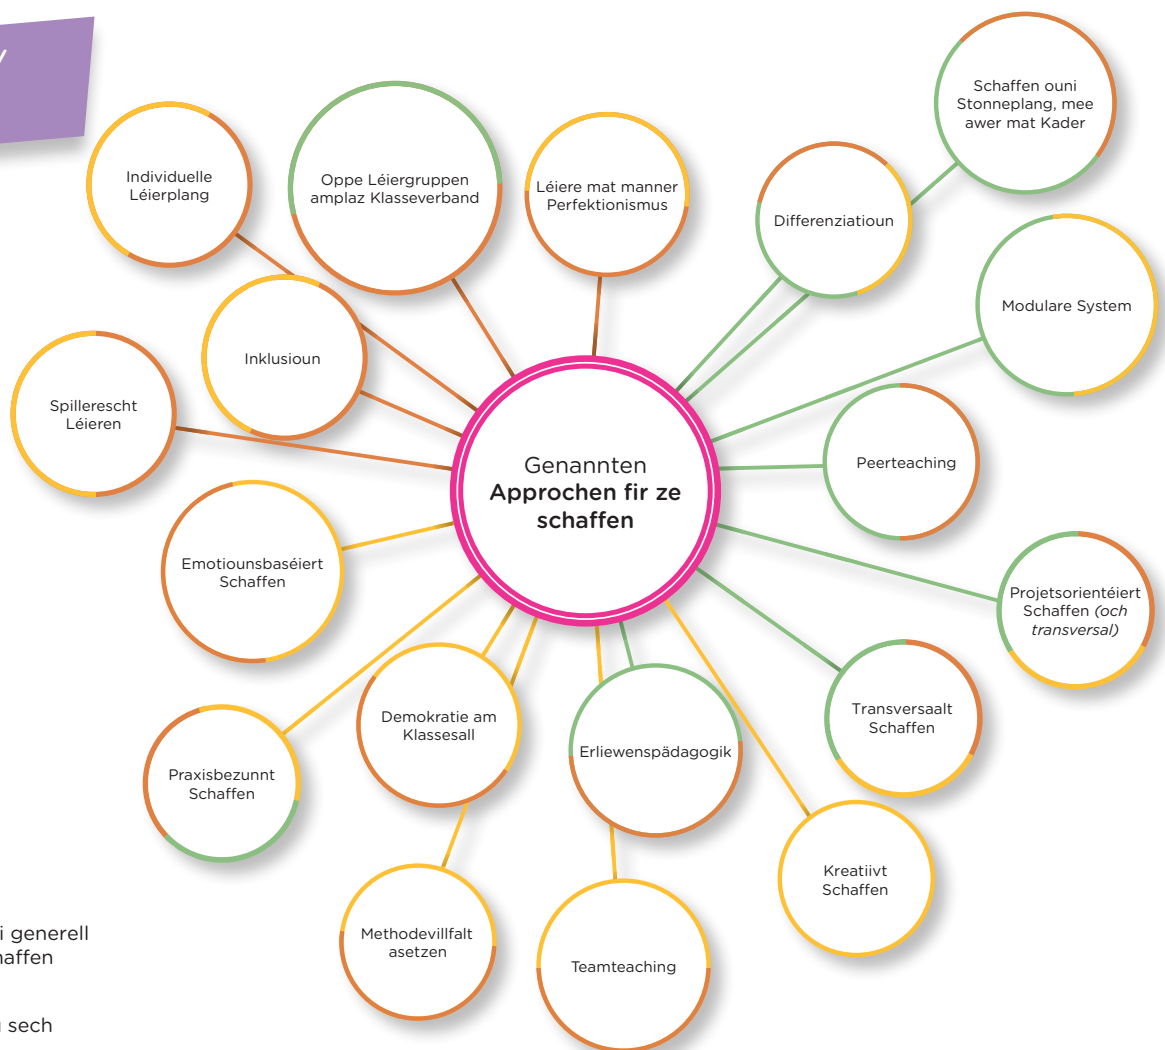 Schaffen ouni
Stonneplang, mee
awer mat Kader
Individuelle
Léierplang
Oppe Léiergruppen
amplaz Klasseverband
Léiere mat manner
Perfektionismus
Differenziatioun
Modulare System
Inklusioun
Spillerescht
Léieren
Peerteaching
Genannten
Approchen fir ze
schaffen
Emotiounsbaséiert
Schaffen
Projetsorientéiert
Schaffen (och
transversal)
Demokratie am
Klassesall
Erliewenspädagogik
Transversaalt
Schaffen
Praxisbezunnt
Schaffen
Kreatiivt
Schaffen
Methodevillfalt
asetzen
Teamteaching
generell
sech